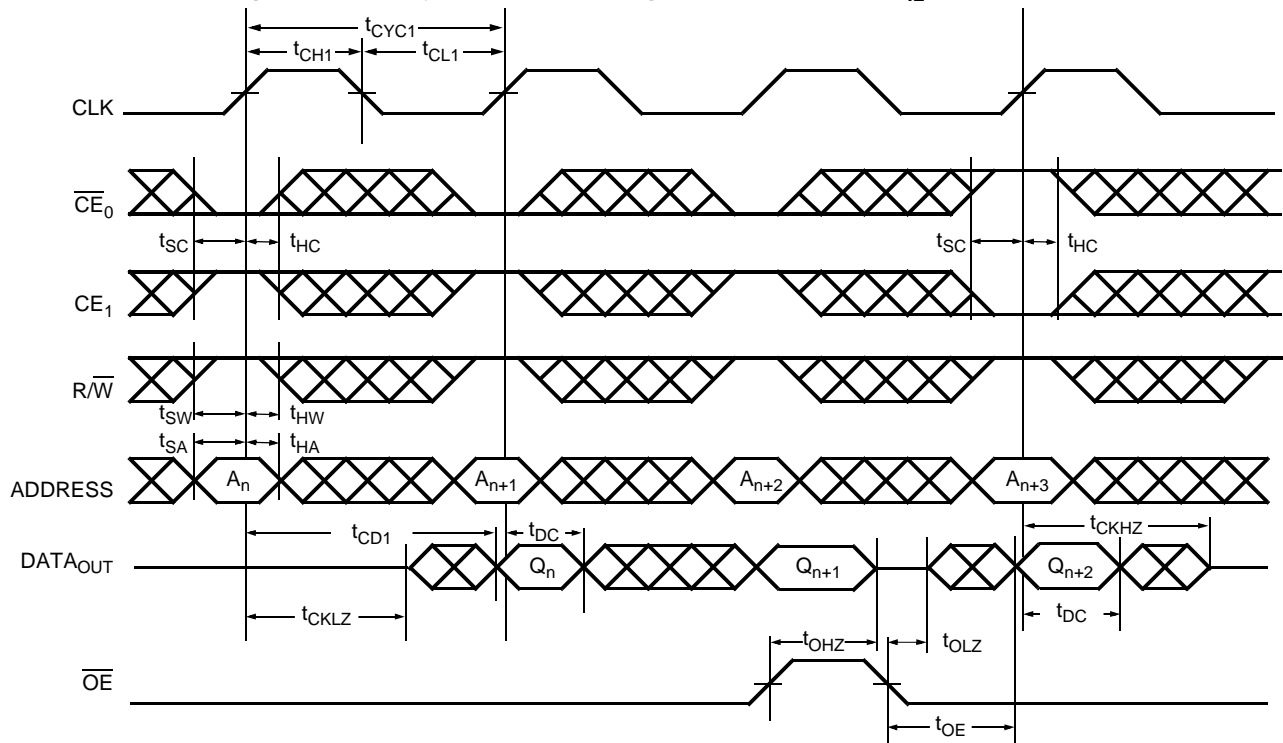 tCYC1
tCH1 tCL1
CLK
CE0
tSC tHC tSC tHC
CE1
R/W
tSW tHW
tSA tHA
ADDRESS An An+1 An+2 An+3
tCD1 tDC tCKHZ
DATAOUT Qn Qn+1 Qn+2
tCKLZ tDC
tOHZ tOLZ
OE
tOE